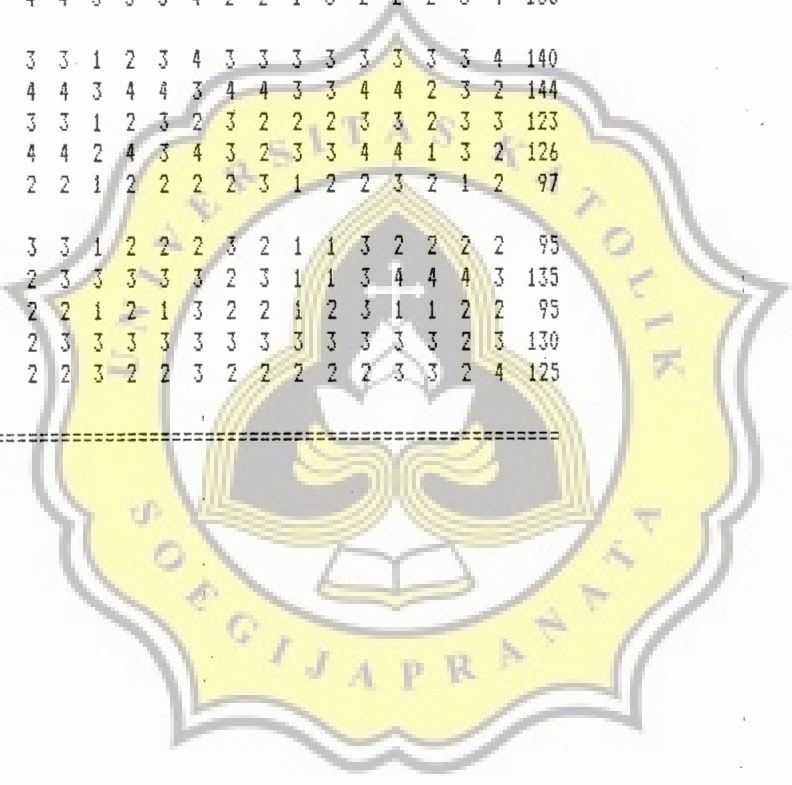 3 3 1 2 3 4 3 3 3 3 3 3 3 3 4 140
4 4 3 4 4 3 4 4 3 3 4 4 2 3 2 144
3 3 1 2 3 2 3 2 2 2 3 3 2 3 3 123
4 4 2 4 3 4 3 2 3 3 4 4 1 3 2 126
2 2 1 2 2 2 2 3 1 2 2 3 2 1 2 97
3 3 1 2 2 2 3 2 1 1 3 2 2 2 2 95
2 3 3 3 3 3 2 3 1 1 3 4 4 4 3 135
2 2 1 2 1 3 2 2 1 2 3 1 1 2 2 95
2 3 3 3 3 3 3 3 3 3 3 3 3 2 3 130
2 2 3 2 2 3 2 2 2 2 2 3 3 2 4 125
UNIVERSITAS KATOLIK
SOEGIJAPRANATA